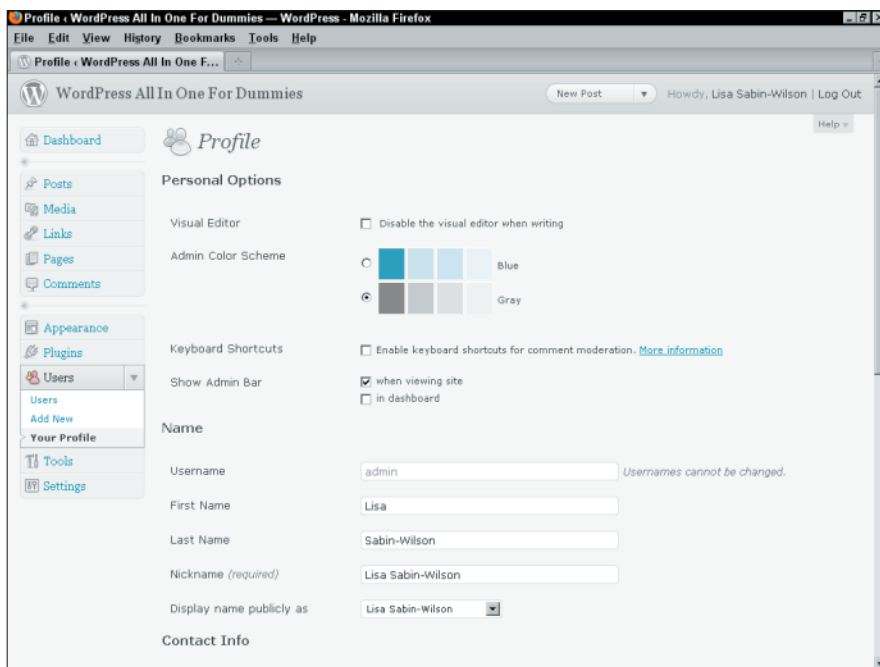 Profile ‹ WordPress All In One For Dummies — WordPress - Mozilla Firefox
File Edit View History Bookmarks Tools Help
Profile ‹ WordPress All In One F...
WordPress All In One For Dummies
New Post
Howdy, Lisa Sabin-Wilson | Log Out
Help
Dashboard
Posts
Media
Links
Pages
Comments
Appearance
Plugins
Users
Users
Add New
Your Profile
Tools
Settings
Profile
Personal Options
Visual Editor Disable the visual editor when writing
Admin Color Scheme
Blue
Gray
Keyboard Shortcuts Enable keyboard shortcuts for comment moderation. More information
Show Admin Bar when viewing site
in dashboard
Name
Username admin Usernames cannot be changed.
First Name Lisa
Last Name Sabin-Wilson
Nickname (required) Lisa Sabin-Wilson
Display name publicly as Lisa Sabin-Wilson
Contact Info